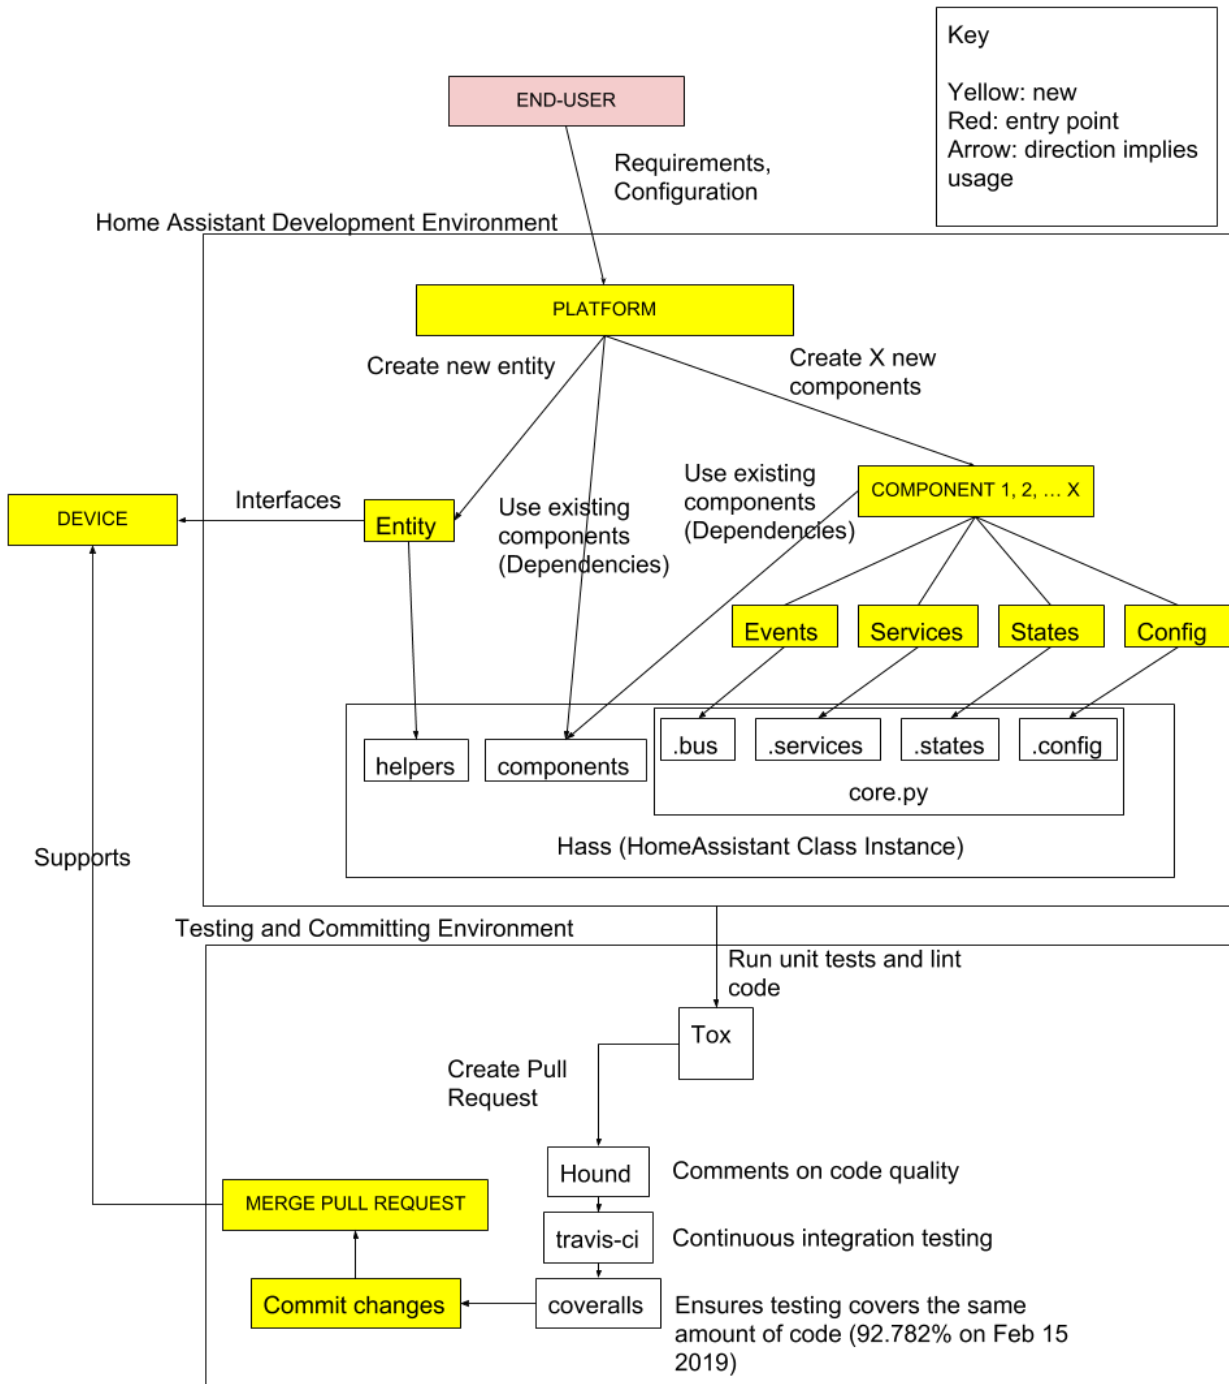 Key
Yellow: new
Red: entry point
Arrow: direction implies
usage
END-USER
Requirements,
Configuration
Home Assistant Development Environment
PLATFORM
Create new entity
Create X new
components
Use existing
components
(Dependencies)
COMPONENT 1, 2, ... X
DEVICE
Interfaces
Entity
Use existing
components
(Dependencies)
Events
Services
States
Config
.bus
.services
.states
.config
helpers
components
core.py
Hass (HomeAssistant Class Instance)
Supports
Testing and Committing Environment
Run unit tests and lint
code
Tox
Create Pull
Request
Hound
Comments on code quality
MERGE PULL REQUEST
travis-ci
Continuous integration testing
Commit changes
coveralls
Ensures testing covers the same
amount of code (92.782% on Feb 15
2019)